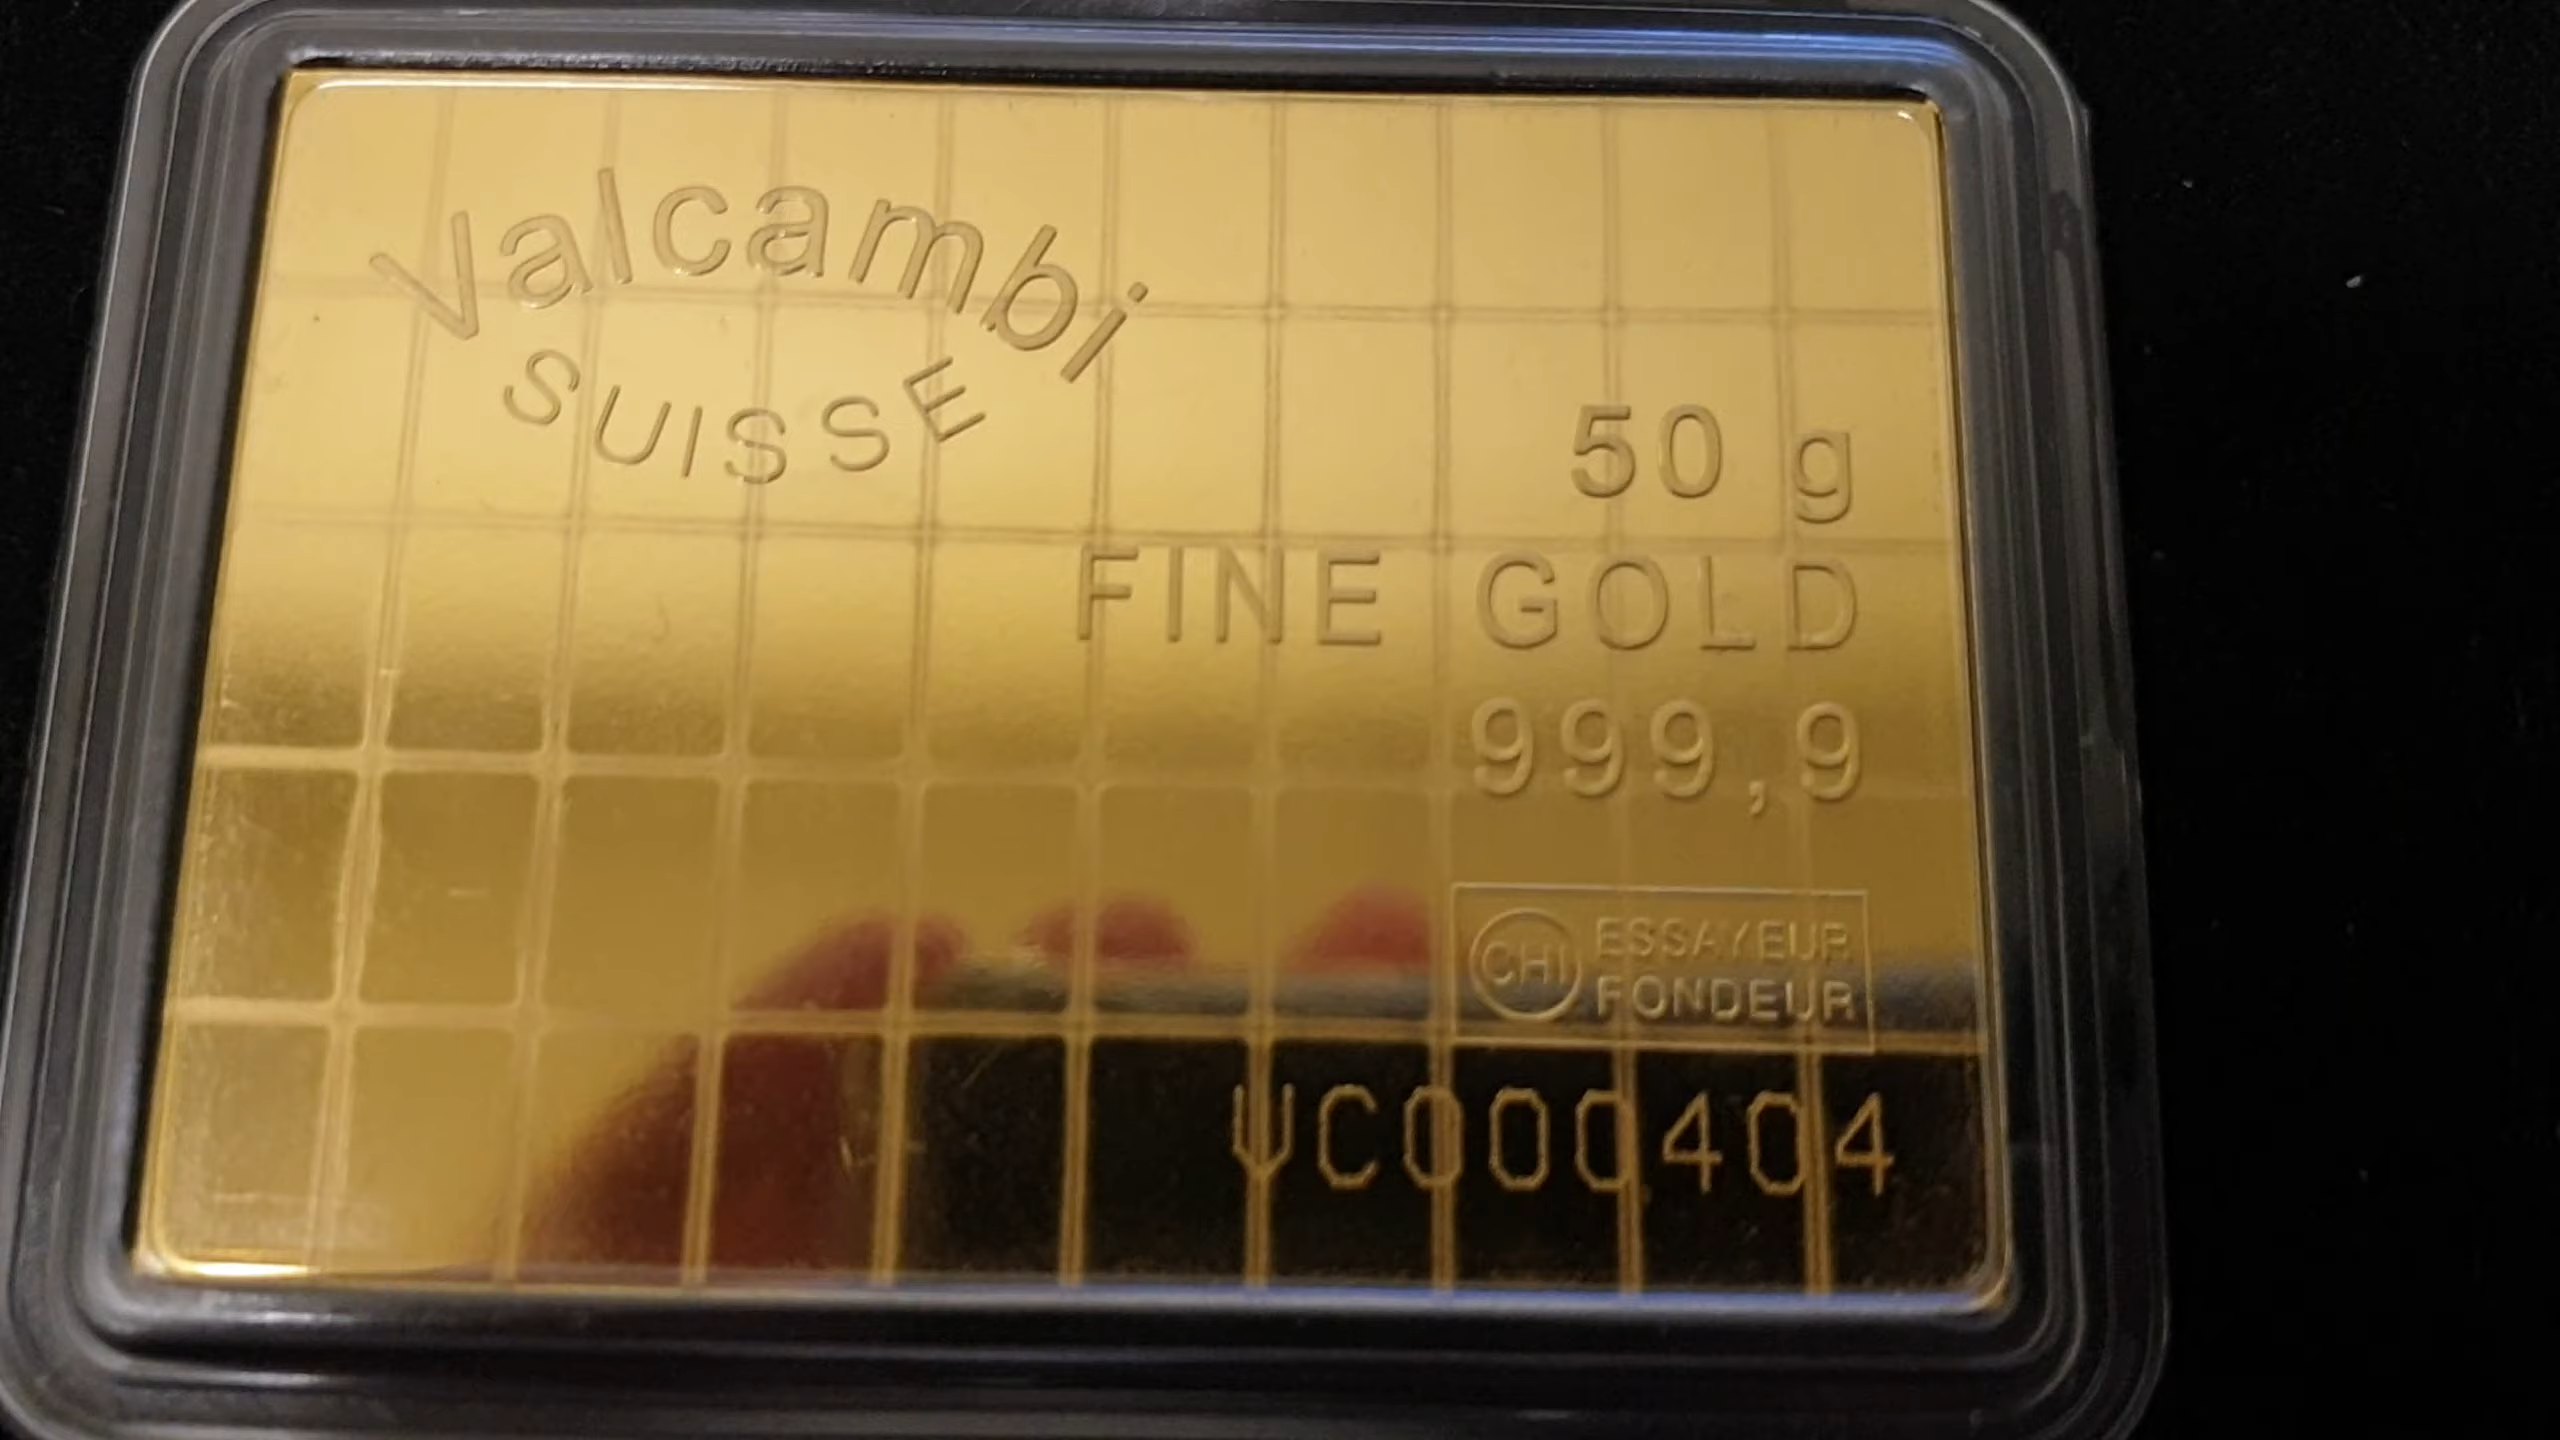 Valcambi
SUISSE
50 g
FINE GOLD
999,9
CHI ESSAYEUR
FONDEUR
VC000404